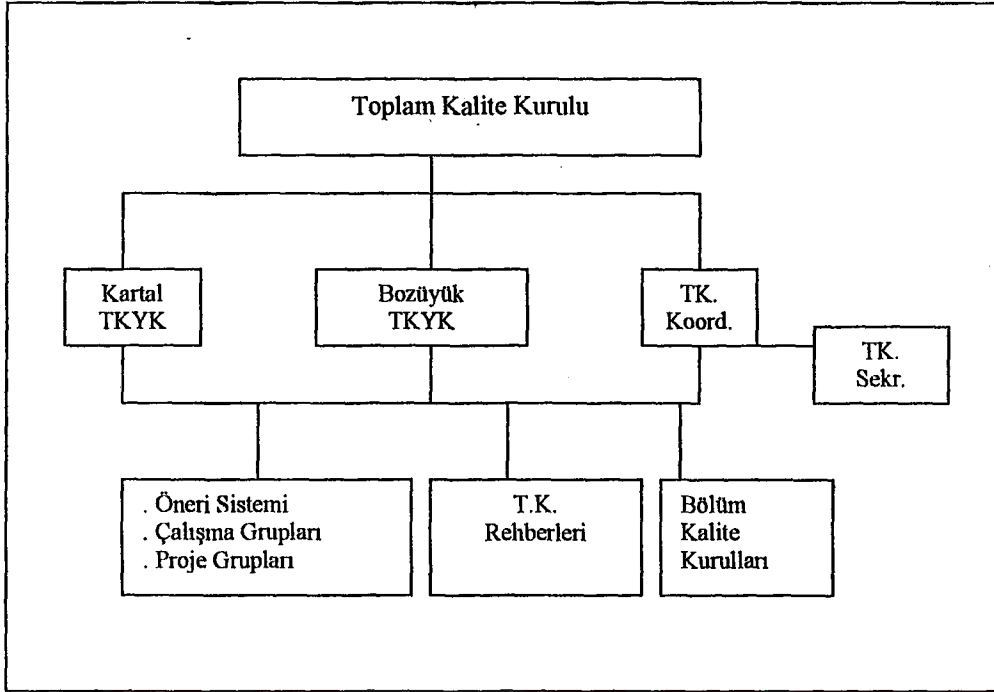 Toplam Kalite Kurulu
Kartal
TKYK
Bozüyük
TKYK
TK.
Koord.
TK.
Sekr.
. Öneri Sistemi
. Çalışma Grupları
. Proje Grupları
T.K.
Rehberleri
Bölüm
Kalite
Kurulları